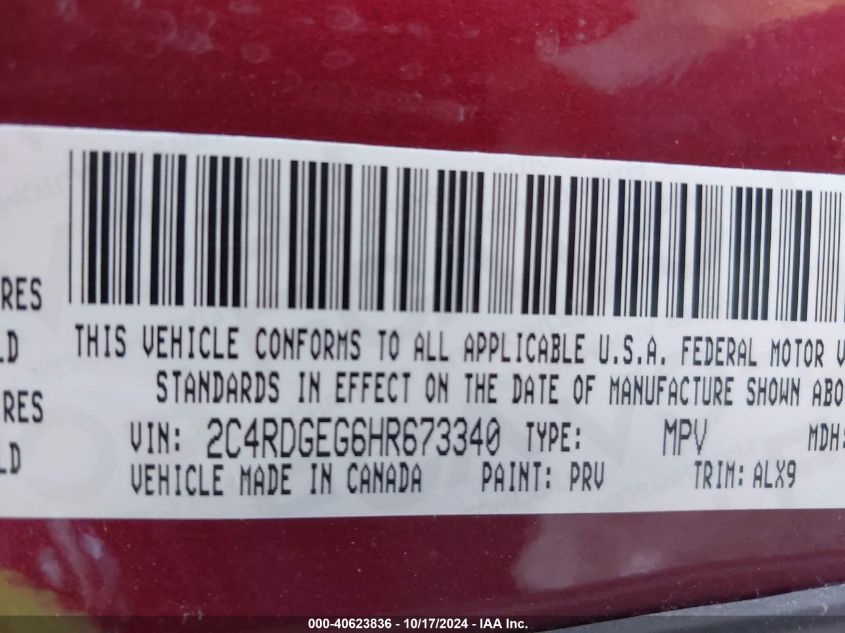 RES
LD
RES
LD
THIS VEHICLE CONFORMS TO ALL APPLICABLE U.S.A. FEDERAL MOTOR V
STANDARDS IN EFFECT ON THE DATE OF MANUFACTURE SHOWN ABO
VIN: 2C4RDGEG6HR673340 TYPE: MPV MDH:
VEHICLE MADE IN CANADA PAINT: PRV TRIM: ALX9
000-40623836 - 10/17/2024 - IAA Inc.